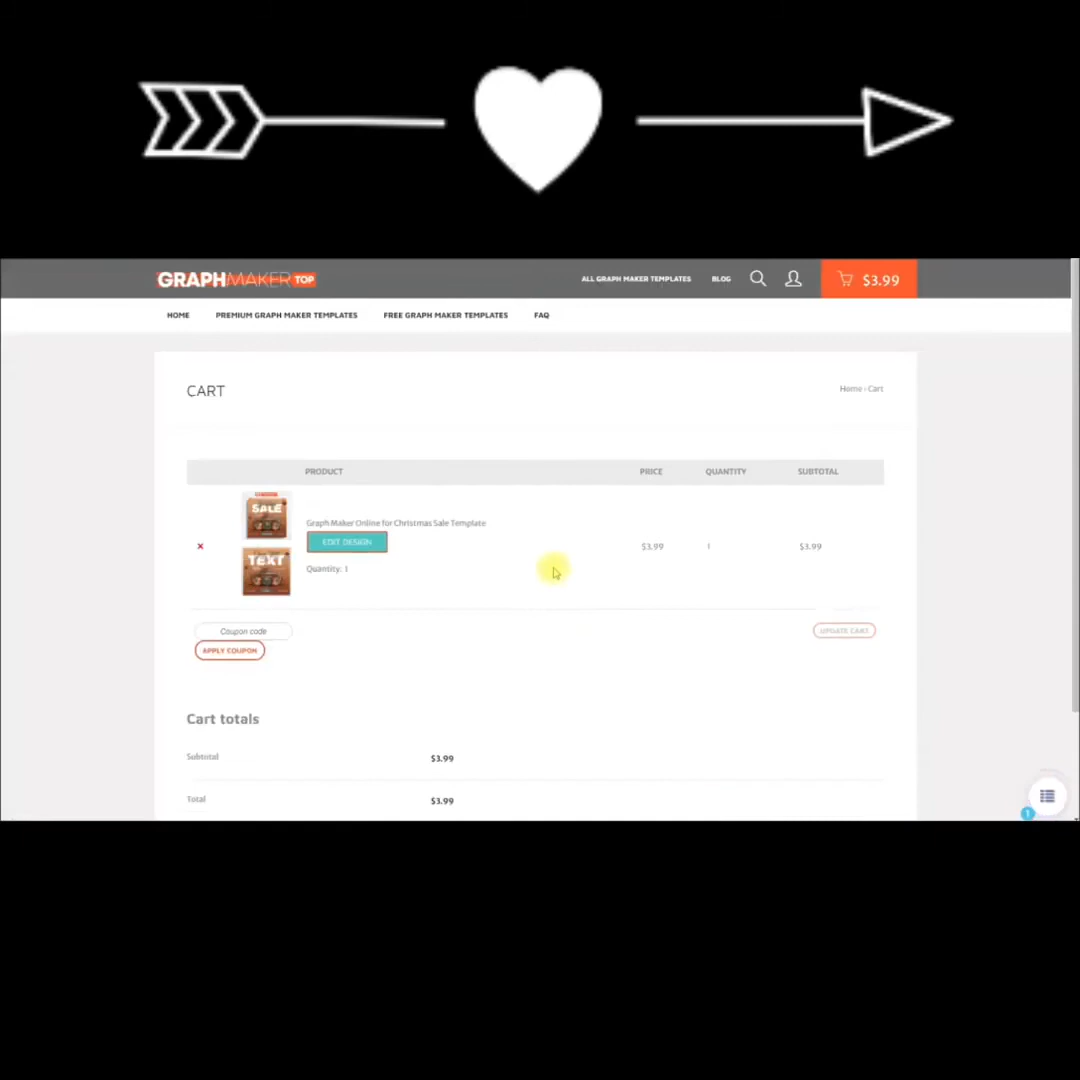 GRAPHMAKER TOP
ALL GRAPH MAKER TEMPLATES
BLOG
$3.99
HOME
PREMIUM GRAPH MAKER TEMPLATES
FREE GRAPH MAKER TEMPLATES
FAQ
CART
Home › Cart
PRODUCT
PRICE
QUANTITY
SUBTOTAL
SALE
TEXT
Graph Maker Online for Christmas Sale Template
EDIT DESIGN
Quantity: 1
×
$3.99
1
$3.99
Coupon code
APPLY COUPON
UPDATE CART
Cart totals
Subtotal
$3.99
Total
$3.99
1